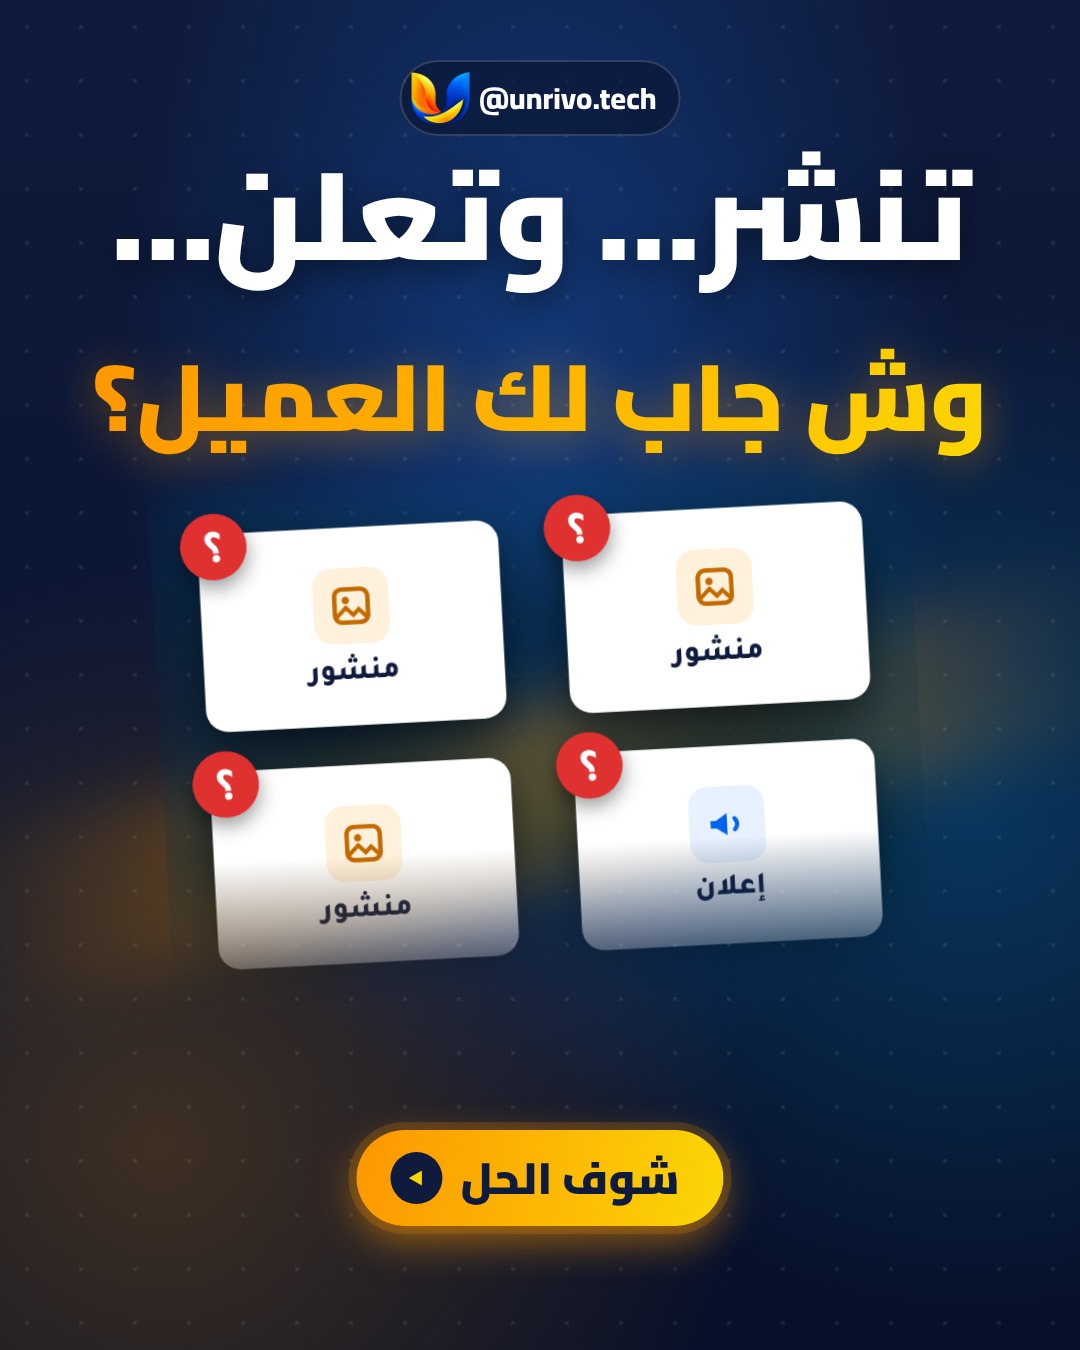 @unrivo.tech
تنشر... وتعلن...
وش جاب لك العميل؟
؟
منشور
؟
منشور
؟
إعلان
؟
منشور
شوف الحل